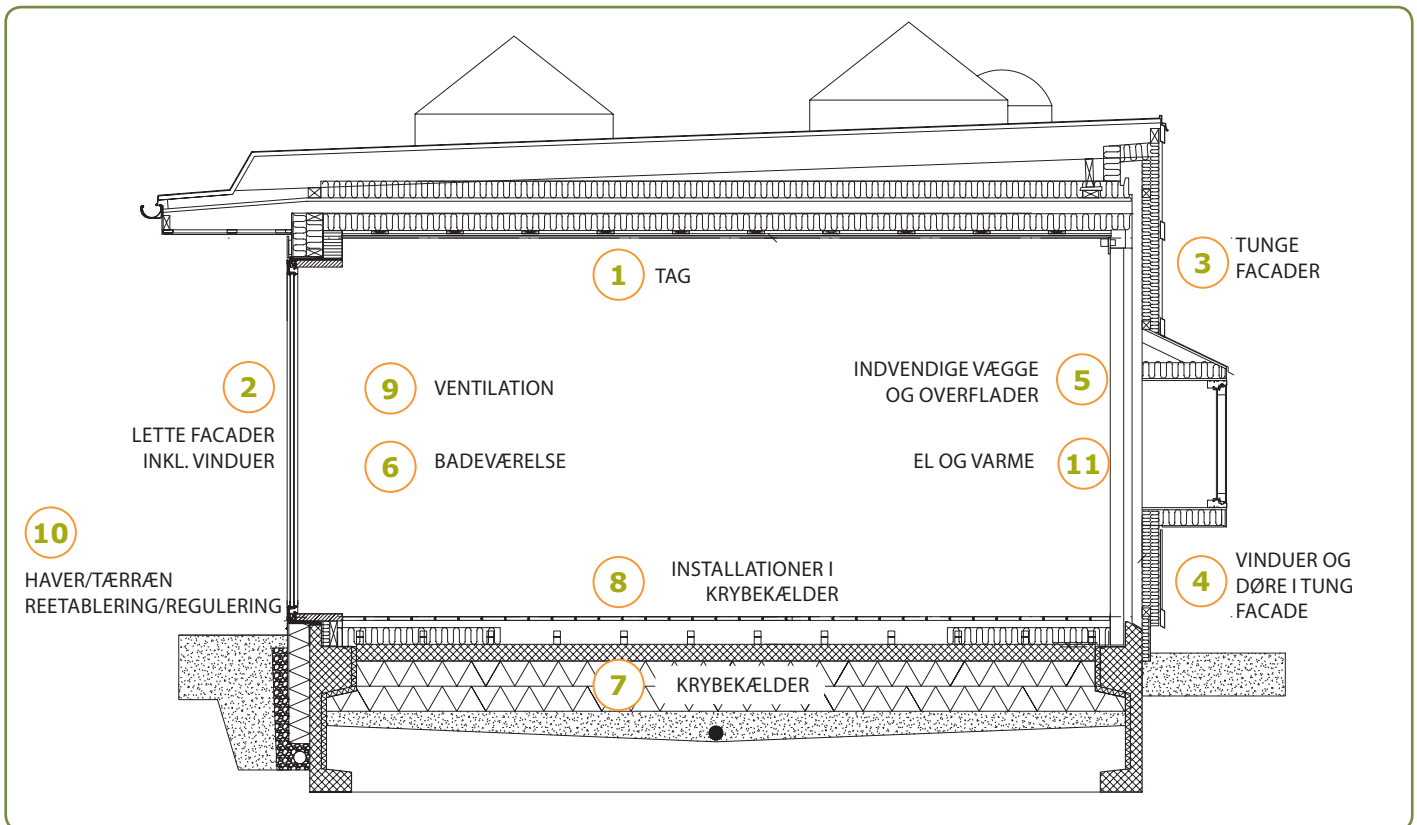 1 TAG
3 TUNGE
FACADER
2
LETTE FACADER
INKL. VINDUER
9 VENTILATION
INDVENDIGE VÆGGE
OG OVERFLADER
5
6 BADEVÆRELSE
EL OG VARME 11
10
HAVER/TÆRRÆN
REETABLERING/REGULERING
8 INSTALLATIONER I
KRYBEKÆLDER
4 VINDUER OG
DØRE I TUNG
FACADE
7 KRYBEKÆLDER